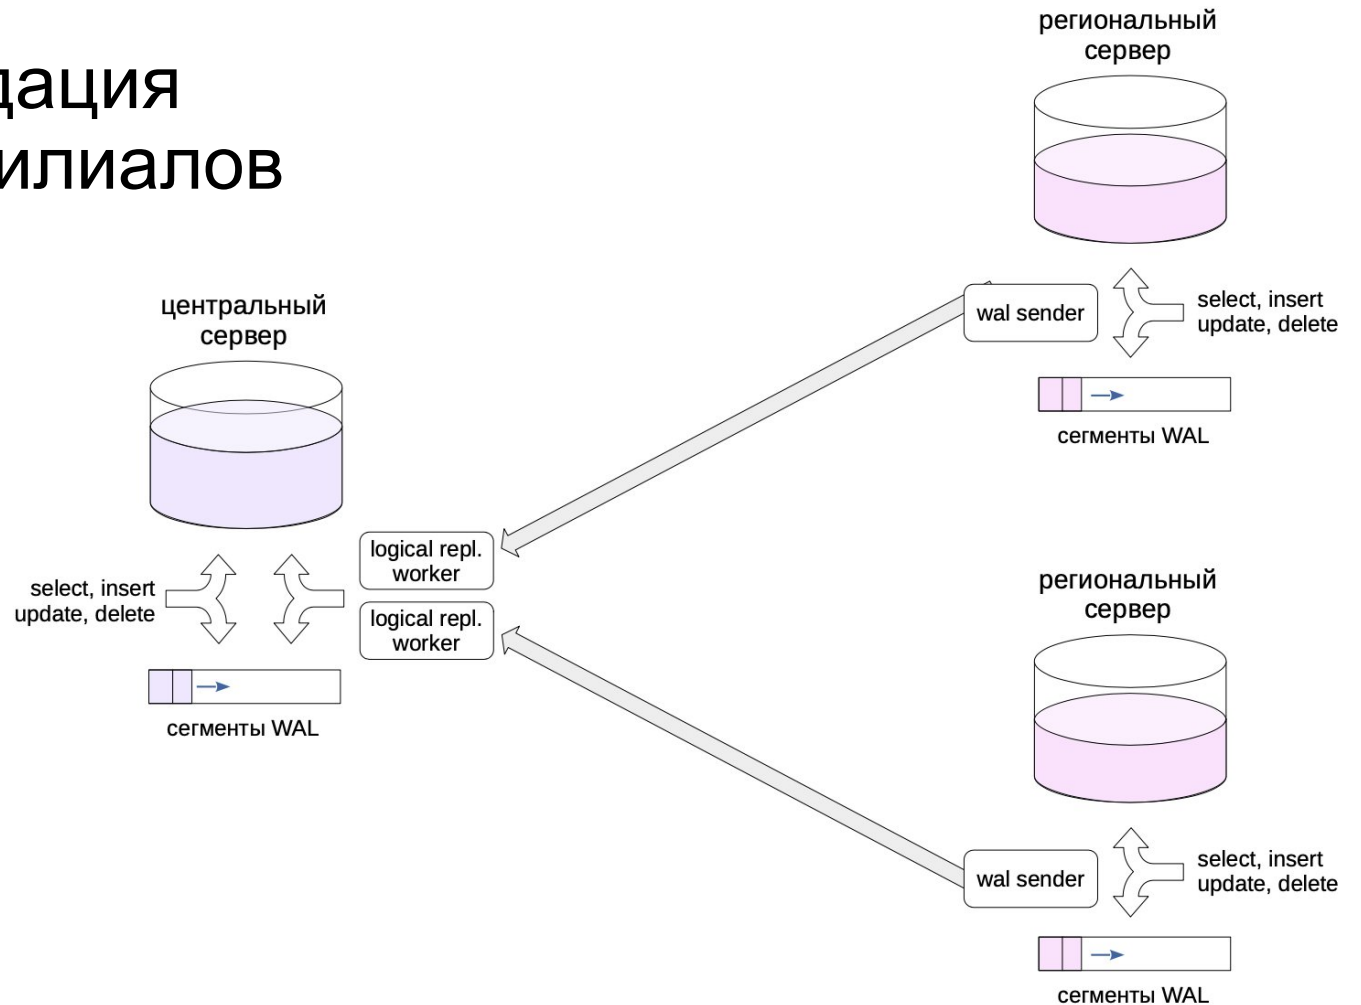 дация
илиалов
региональный
сервер
wal sender
select, insert
update, delete
сегменты WAL
центральный
сервер
logical repl.
worker
select, insert
update, delete
logical repl.
worker
сегменты WAL
региональный
сервер
wal sender
select, insert
update, delete
сегменты WAL